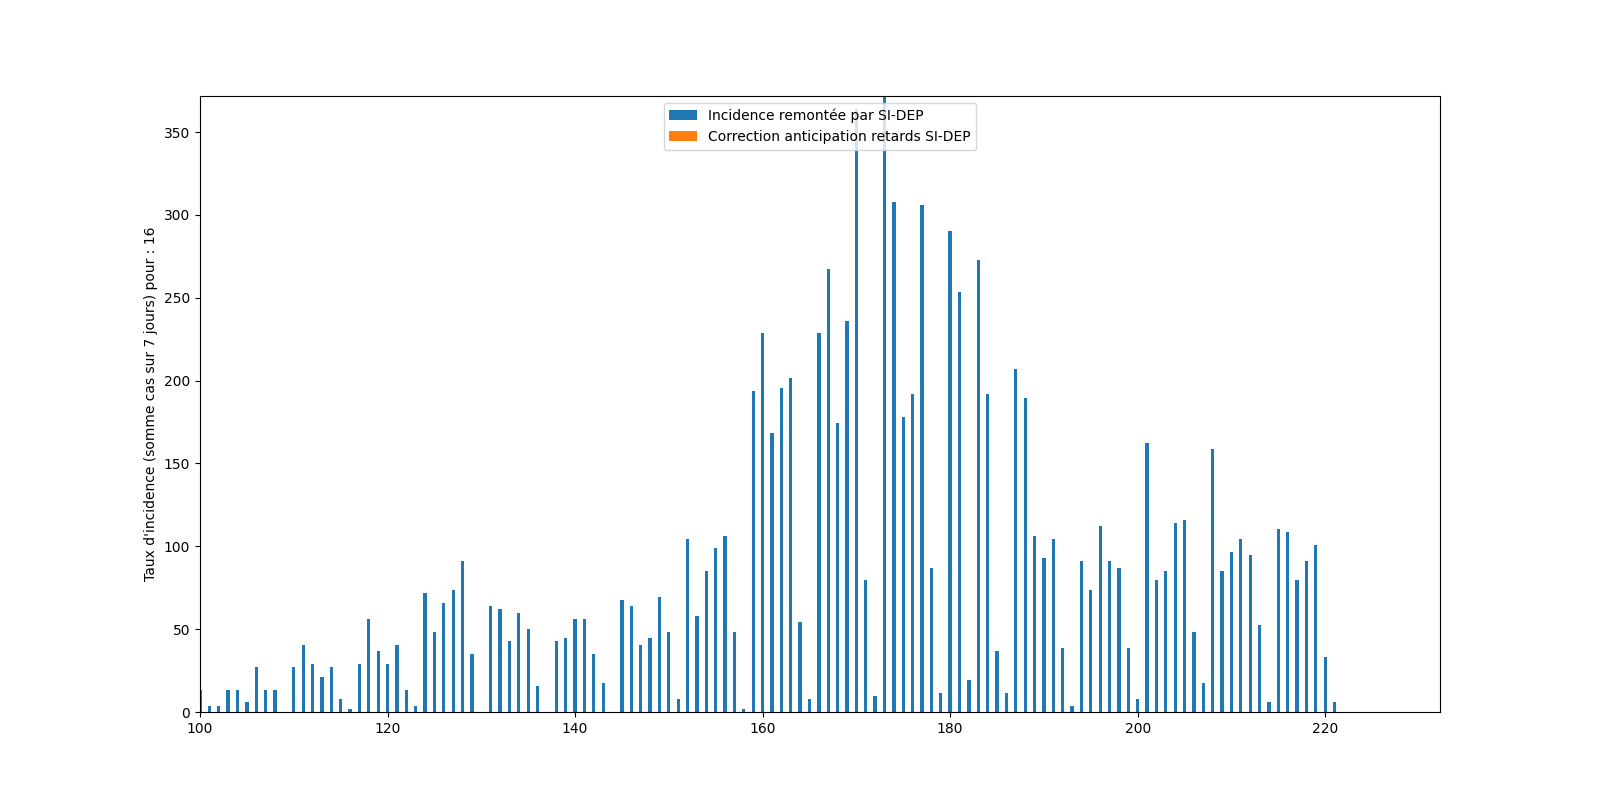 Incidence remontée par SI-DEP
Correction anticipation retards SI-DEP
Taux d'incidence (somme cas sur 7 jours) pour : 16
350
300
250
200
150
100
50
0
100 120 140 160 180 200 220